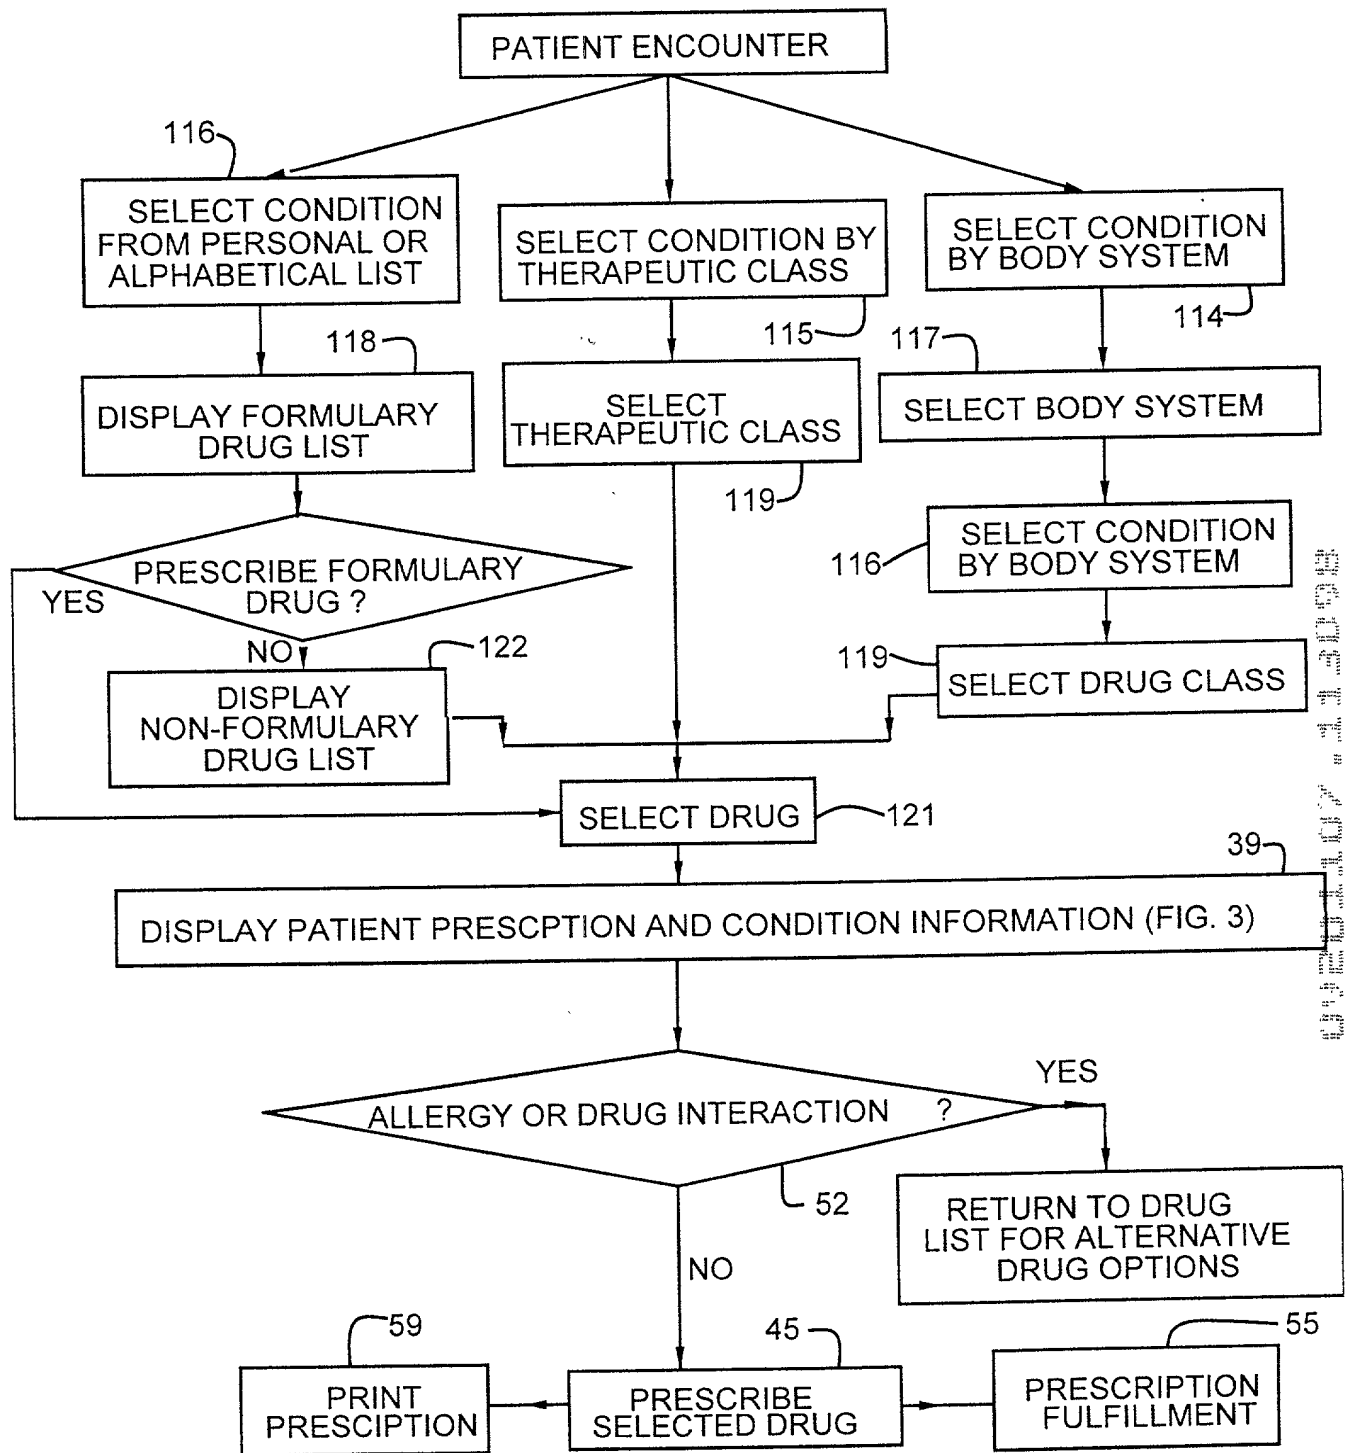 PATIENT ENCOUNTER
116
SELECT CONDITION
FROM PERSONAL OR
ALPHABETICAL LIST
SELECT CONDITION BY
THERAPEUTIC CLASS
115
SELECT CONDITION
BY BODY SYSTEM
114
118
DISPLAY FORMULARY
DRUG LIST
SELECT
THERAPEUTIC CLASS
119
117
SELECT BODY SYSTEM
PRESCRIBE FORMULARY
DRUG ?
YES
NO
116
SELECT CONDITION
BY BODY SYSTEM
122
DISPLAY
NON-FORMULARY
DRUG LIST
119
SELECT DRUG CLASS
SELECT DRUG
121
39
DISPLAY PATIENT PRESCPTION AND CONDITION INFORMATION (FIG. 3)
ALLERGY OR DRUG INTERACTION ?
YES
52
NO
RETURN TO DRUG
LIST FOR ALTERNATIVE
DRUG OPTIONS
59
PRINT
PRESCIPTION
45
PRESCRIBE
SELECTED DRUG
55
PRESCRIPTION
FULFILLMENT